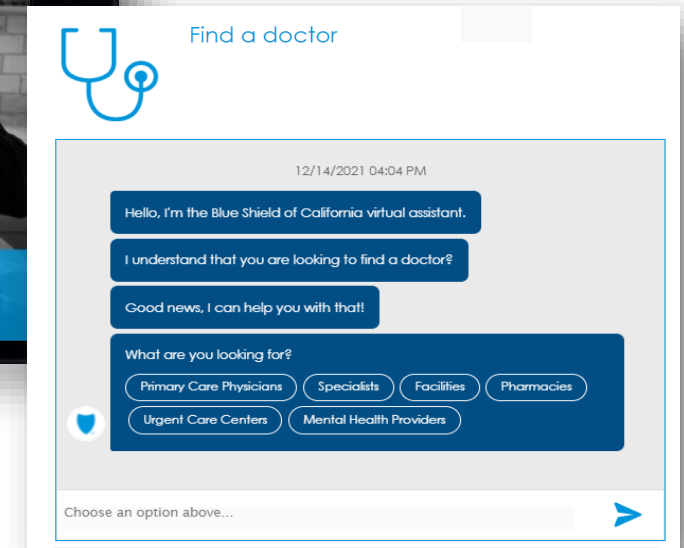 Find a doctor
12/14/2021 04:04 PM
Hello, I'm the Blue Shield of California virtual assistant.
I understand that you are looking to find a doctor?
Good news, I can help you with that!
What are you looking for?
Primary Care Physicians Specialists Facilities Pharmacies
Urgent Care Centers Mental Health Providers
Choose an option above...